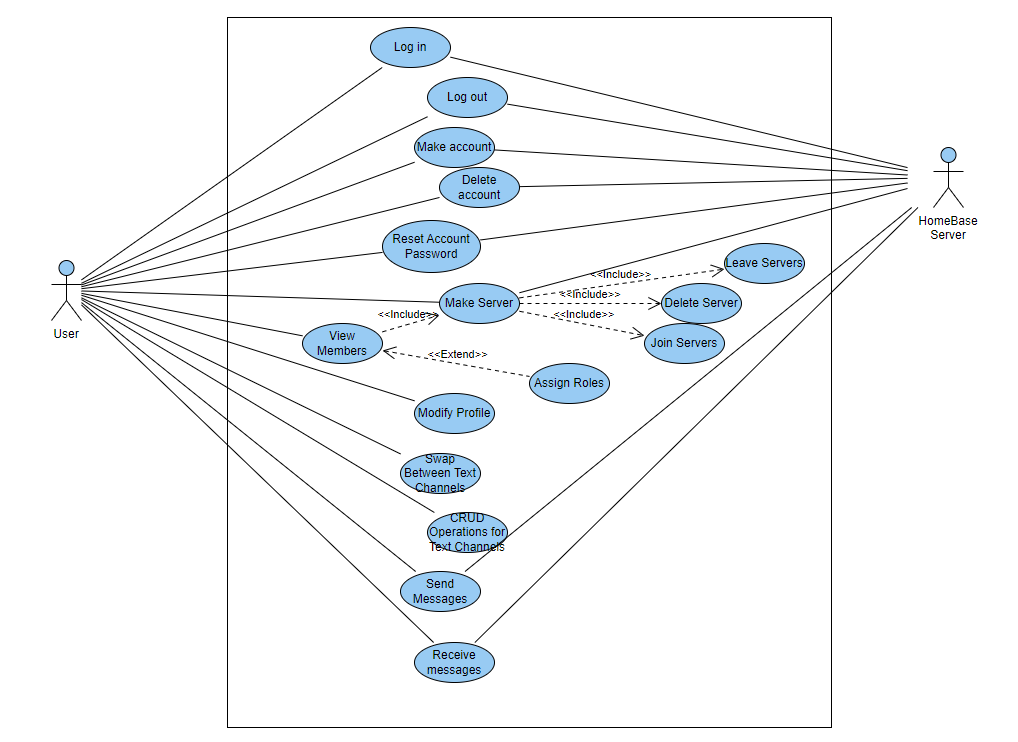 Log in
Log out
Make account
Delete
account
HomeBase
Server
Reset Account
Password
Leave Servers
<<Include>>
User
Make Server
<<Include>>
Delete Server
<<Include>>
<<Include>>
View
Members
Join Servers
<<Extend>>
Assign Roles
Modify Profile
Swap
Between Text
Channels
CRUD
Operations for
Text Channels
Send
Messages
Receive
messages